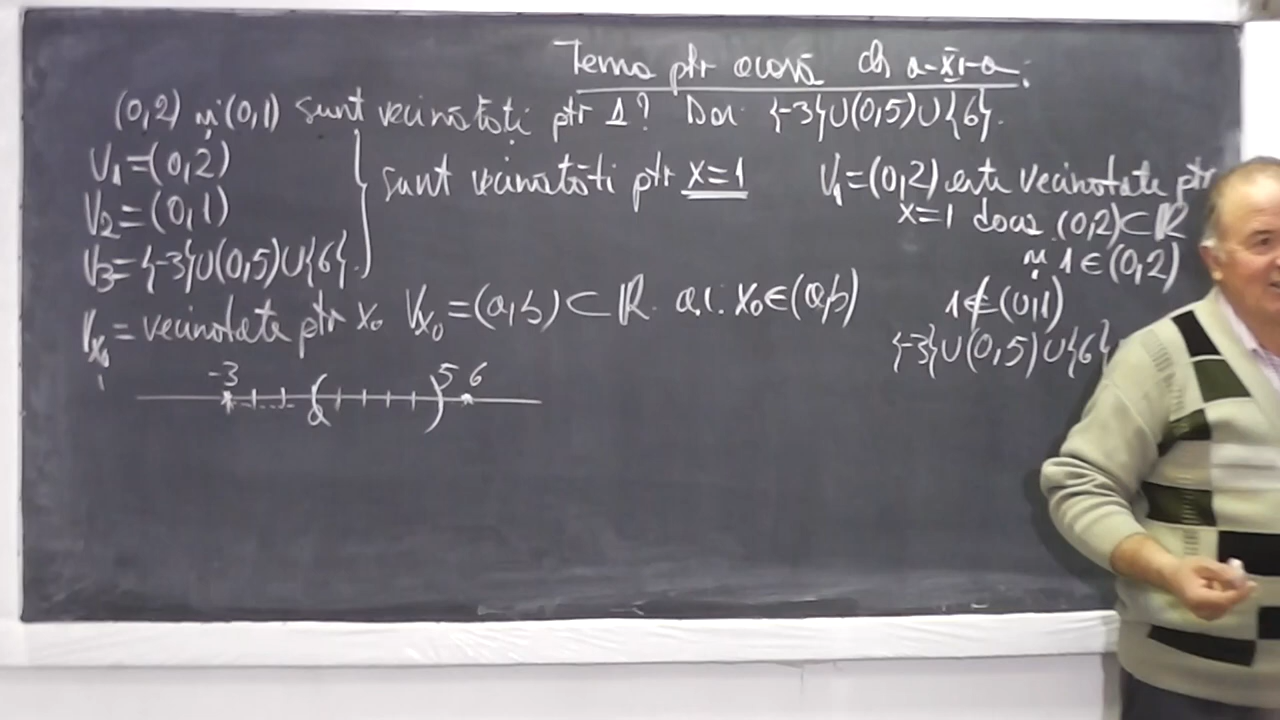 Tema ptr acasă cls a-XI-a:
(0,2) și (0,1) sunt vecinătăți ptr 1? Dar {-3}∪(0,5)∪{6}.
V1=(0,2)
V2=(0,1)
V3={-3}∪(0,5)∪{6}.
} sunt vecinătăți ptr x=1
Vx0 = vecinătate ptr x0 Vx0=(a,b)⊂ℝ a.î. x0∈(a,b)
-3 0 5 6
V1=(0,2) este vecinătate ptr
x=1 doar (0,2)⊂ℝ
și 1∈(0,2)
1∉(0,1)
{-3}∪(0,5)∪{6}